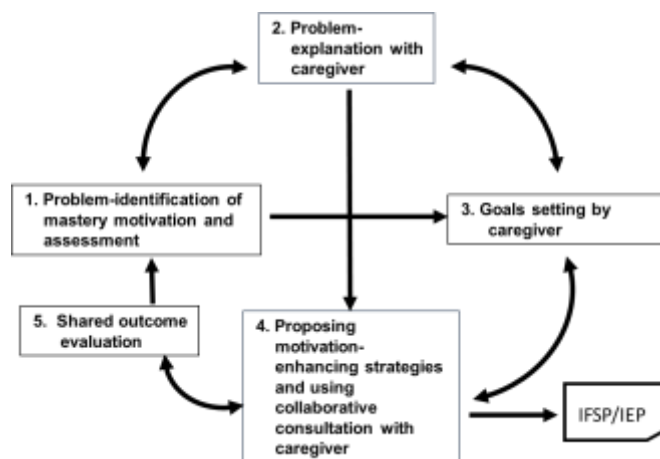 2. Problem-
explanation with
caregiver
1. Problem-identification of
mastery motivation and
assessment
3. Goals setting by
caregiver
5. Shared outcome
evaluation
4. Proposing
motivation-
enhancing strategies
and using
collaborative
consultation with
caregiver
IFSP/IEP